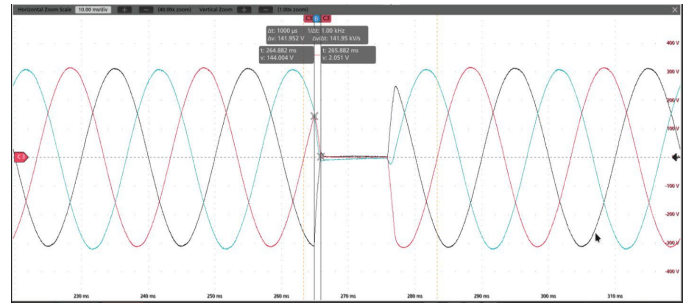 Horizontal Zoom Scale 10.00 ms/div + − (40.00x zoom) Vertical Zoom + − (1.00x zoom) ×
Δt: 1000 µs 1/Δt: 1.00 kHz
Δv: 141.952 V Δv/Δt: 141.95 kV/s
t: 264.882 ms
v: 144.004 V
t: 265.882 ms
v: 2.051 V
400 V
300 V
200 V
100 V
C3
-100 V
-200 V
-300 V
-400 V
230 ms 240 ms 250 ms 260 ms 270 ms 280 ms 290 ms 300 ms 310 ms